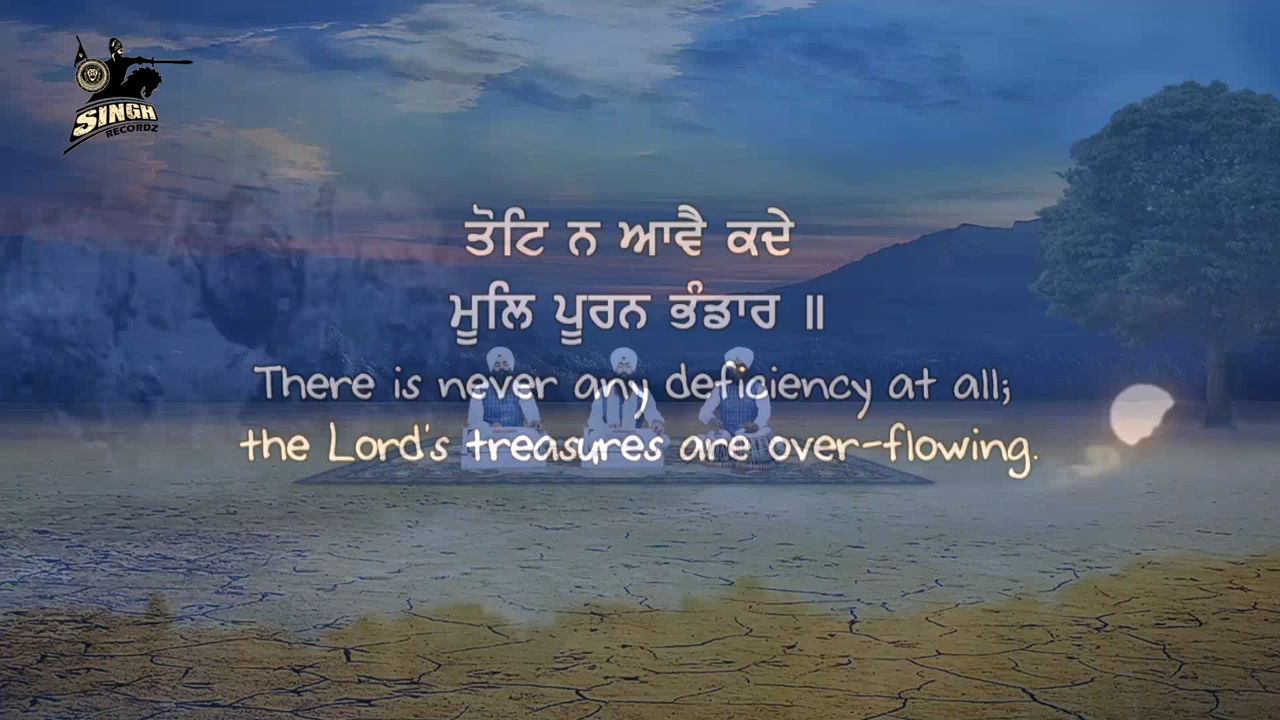 SINGH
RECORDZ
ਤੋਟਿ ਨ ਆਵੈ ਕਦੇ
ਮੂਲਿ ਪੂਰਨ ਭੰਡਾਰ ॥
There is never any deficiency at all;
the Lord's treasures are over-flowing.